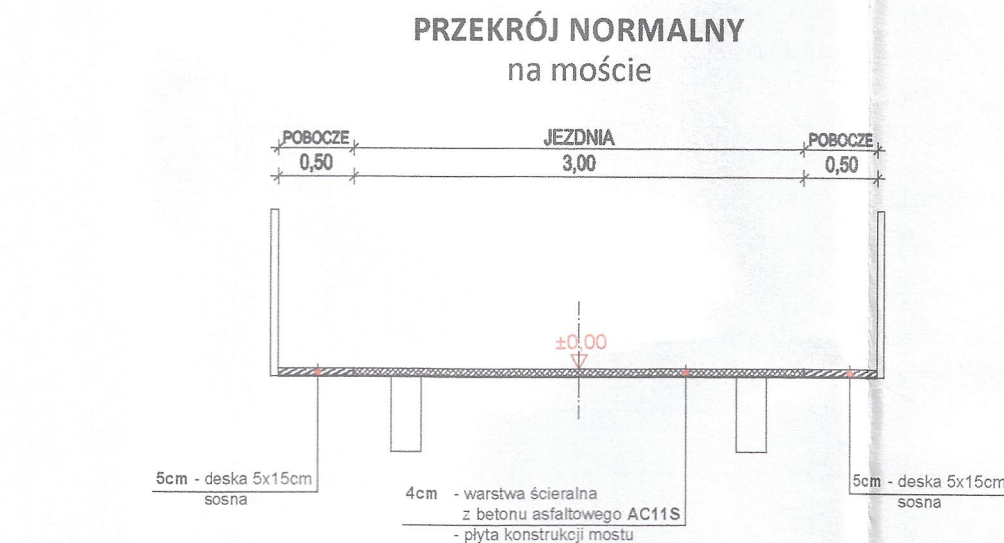 PRZEKRÓJ NORMALNY
na moście
POBOCZE JEZDNIA POBOCZE
0,50 3,00 0,50
±0,00
5cm - deska 5x15cm
sosna
4cm - warstwa ścieralna
z betonu asfaltowego AC11S
- płyta konstrukcji mostu
5cm - deska 5x15cm
sosna